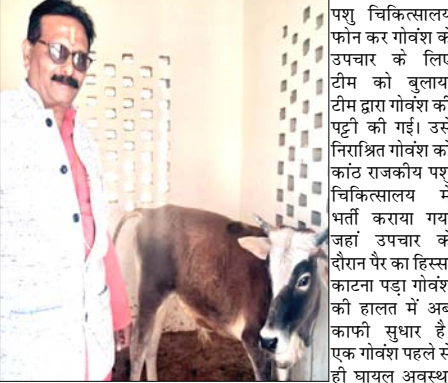 पशु चिकित्सालय
फोन कर गोवंश के
उपचार के लिए
टीम को बुलाया
टीम द्वारा गोवंश की
पट्टी की गई। उसे
निराश्रित गोवंश को
कांठ राजकीय पशु
चिकित्सालय में
भर्ती कराया गया
जहां उपचार के
दौरान पैर का हिस्सा
काटना पड़ा गोवंश
की हालत में अब
काफी सुधार है
एक गोवंश पहले से
ही घायल अवस्था